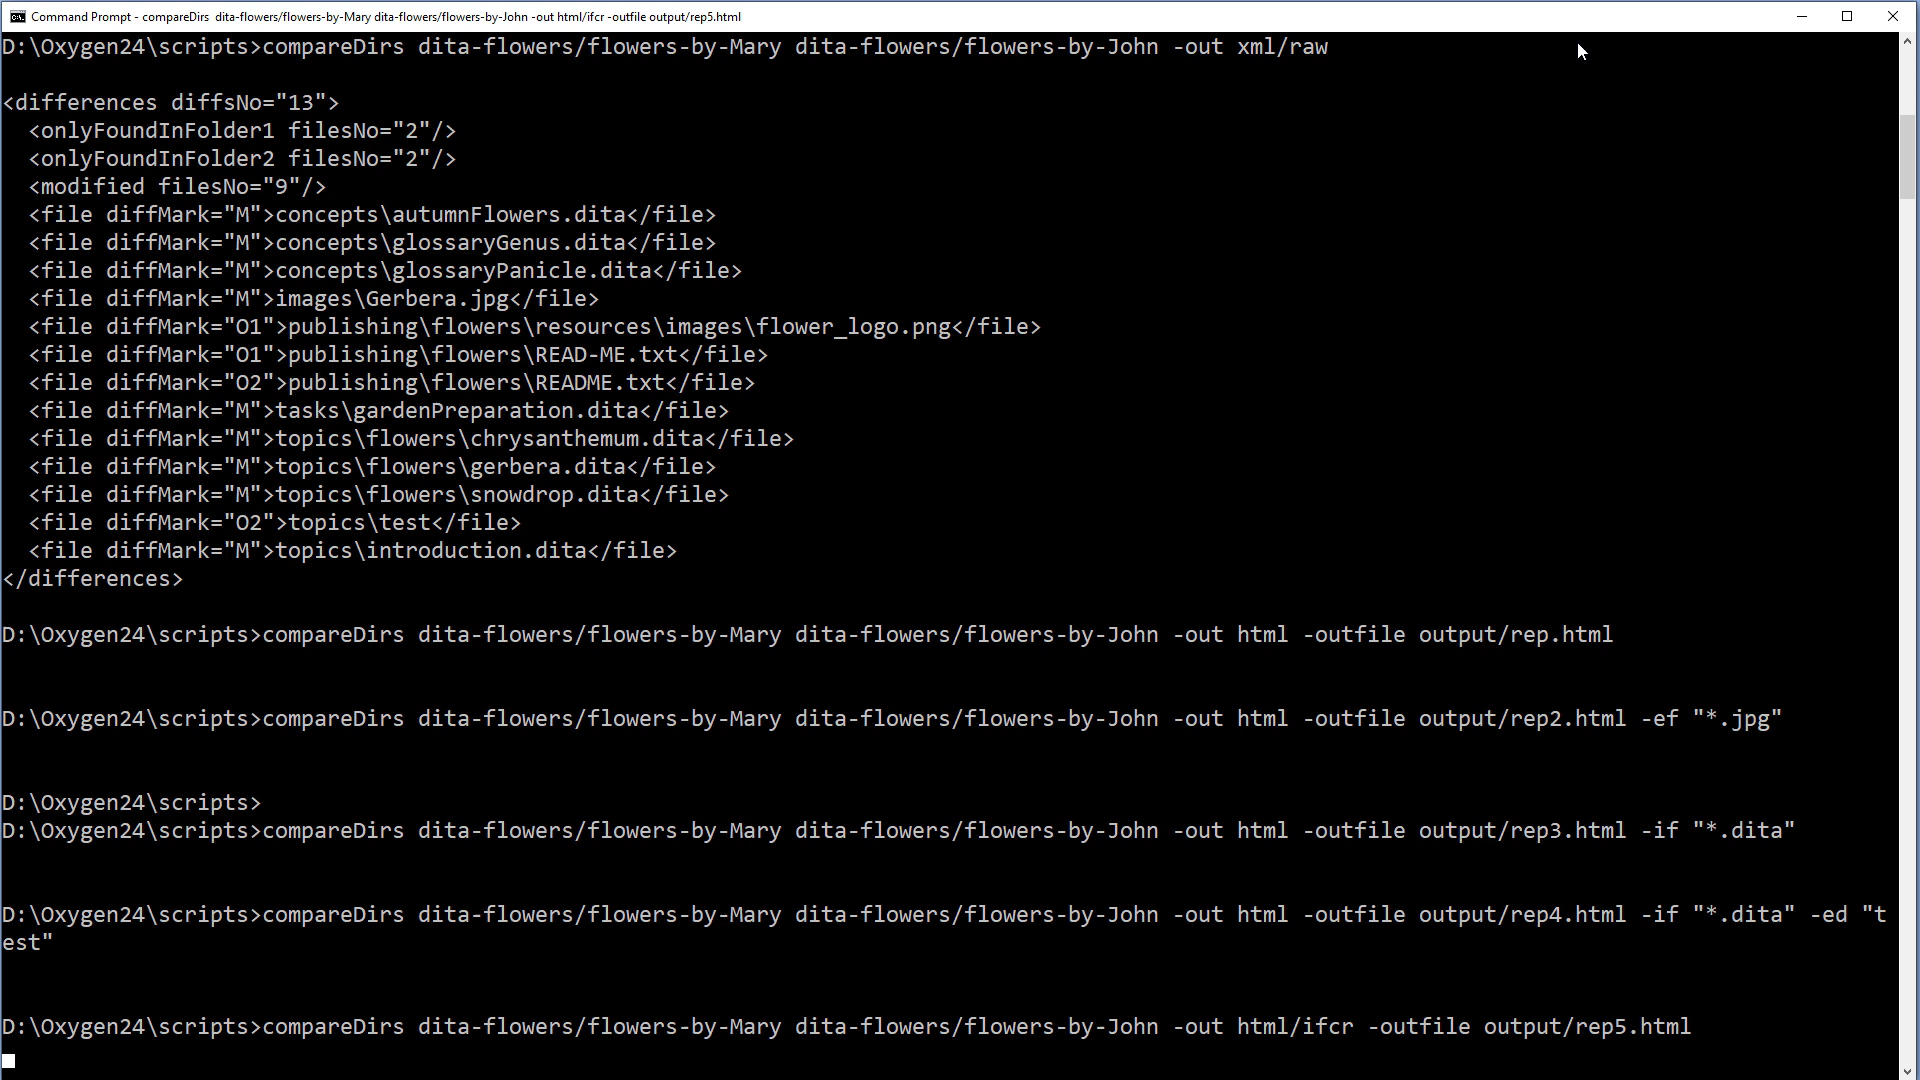 Command Prompt - compareDirs  dita-flowers/flowers-by-Mary dita-flowers/flowers-by-John -out html/ifcr -outfile output/rep5.html
D:\Oxygen24\scripts>compareDirs dita-flowers/flowers-by-Mary dita-flowers/flowers-by-John -out xml/raw
<differences diffsNo="13">
  <onlyFoundInFolder1 filesNo="2"/>
  <onlyFoundInFolder2 filesNo="2"/>
  <modified filesNo="9"/>
  <file diffMark="M">concepts\autumnFlowers.dita</file>
  <file diffMark="M">concepts\glossaryGenus.dita</file>
  <file diffMark="M">concepts\glossaryPanicle.dita</file>
  <file diffMark="M">images\Gerbera.jpg</file>
  <file diffMark="O1">publishing\flowers\resources\images\flower_logo.png</file>
  <file diffMark="O1">publishing\flowers\READ-ME.txt</file>
  <file diffMark="O2">publishing\flowers\README.txt</file>
  <file diffMark="M">tasks\gardenPreparation.dita</file>
  <file diffMark="M">topics\flowers\chrysanthemum.dita</file>
  <file diffMark="M">topics\flowers\gerbera.dita</file>
  <file diffMark="M">topics\flowers\snowdrop.dita</file>
  <file diffMark="O2">topics\test</file>
  <file diffMark="M">topics\introduction.dita</file>
</differences>
D:\Oxygen24\scripts>compareDirs dita-flowers/flowers-by-Mary dita-flowers/flowers-by-John -out html -outfile output/rep.html
D:\Oxygen24\scripts>compareDirs dita-flowers/flowers-by-Mary dita-flowers/flowers-by-John -out html -outfile output/rep2.html -ef "*.jpg"
D:\Oxygen24\scripts>
D:\Oxygen24\scripts>compareDirs dita-flowers/flowers-by-Mary dita-flowers/flowers-by-John -out html -outfile output/rep3.html -if "*.dita"
D:\Oxygen24\scripts>compareDirs dita-flowers/flowers-by-Mary dita-flowers/flowers-by-John -out html -outfile output/rep4.html -if "*.dita" -ed "t
est"
D:\Oxygen24\scripts>compareDirs dita-flowers/flowers-by-Mary dita-flowers/flowers-by-John -out html/ifcr -outfile output/rep5.html